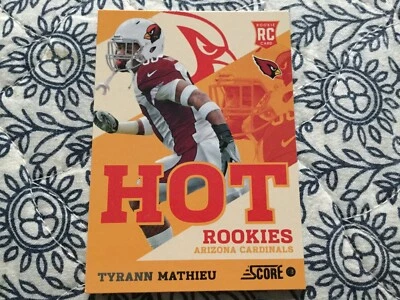 ROOKIE
RC
CARD
HOT
ROOKIES
ARIZONA CARDINALS
TYRANN MATHIEU
SCORE